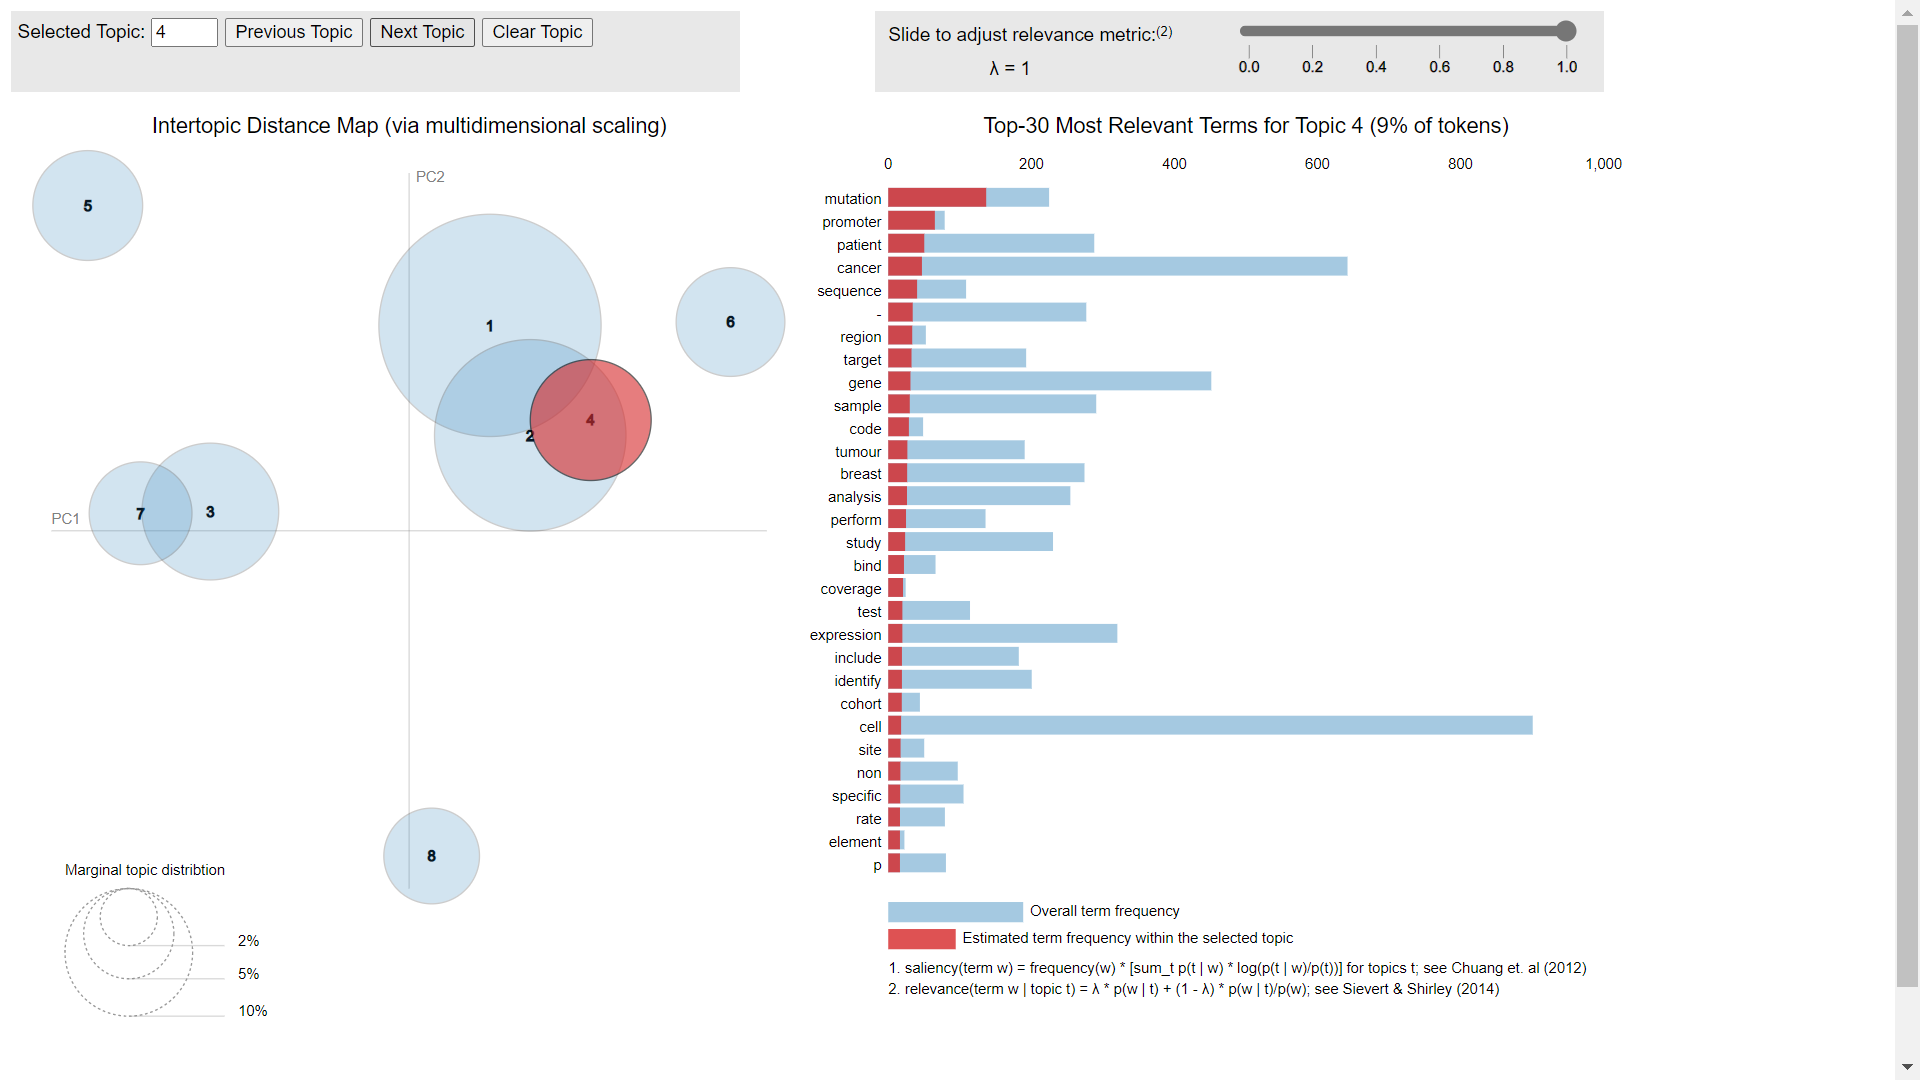 Selected Topic: 4 Previous Topic Next Topic Clear Topic
Slide to adjust relevance metric:(2)
λ = 1
0.0 0.2 0.4 0.6 0.8 1.0
Intertopic Distance Map (via multidimensional scaling)
PC2
PC1
5
1
6
4
2
7
3
8
Marginal topic distribtion
2%
5%
10%
Top-30 Most Relevant Terms for Topic 4 (9% of tokens)
0 200 400 600 800 1,000
mutation
promoter
patient
cancer
sequence
-
region
target
gene
sample
code
tumour
breast
analysis
perform
study
bind
coverage
test
expression
include
identify
cohort
cell
site
non
specific
rate
element
p
Overall term frequency
Estimated term frequency within the selected topic
1. saliency(term w) = frequency(w) * [sum_t p(t | w) * log(p(t | w)/p(t))] for topics t; see Chuang et. al (2012)
2. relevance(term w | topic t) = λ * p(w | t) + (1 - λ) * p(w | t)/p(w); see Sievert & Shirley (2014)